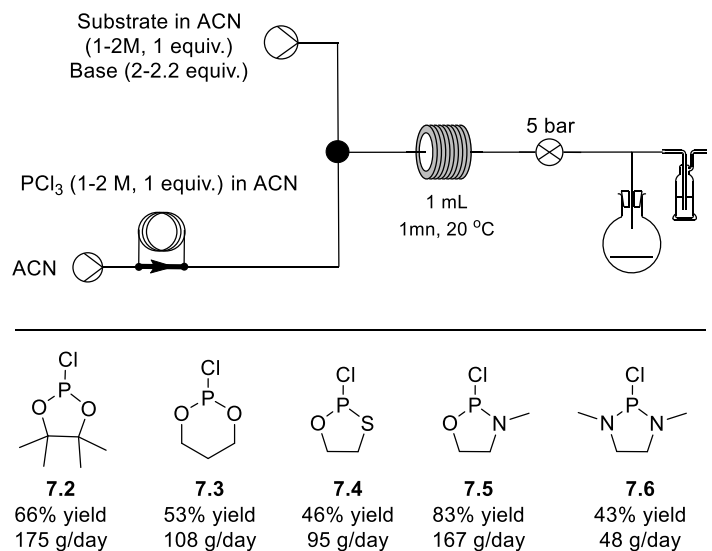 Substrate in ACN
(1-2M, 1 equiv.)
Base (2-2.2 equiv.)
5 bar
PCl₃ (1-2 M, 1 equiv.) in ACN
1 mL
1mn, 20 °C
ACN
Cl
P
O O
7.2
66% yield
175 g/day
Cl
P
O O
7.3
53% yield
108 g/day
Cl
P
O S
7.4
46% yield
95 g/day
Cl
P
O N
7.5
83% yield
167 g/day
Cl
P
N N
7.6
43% yield
48 g/day